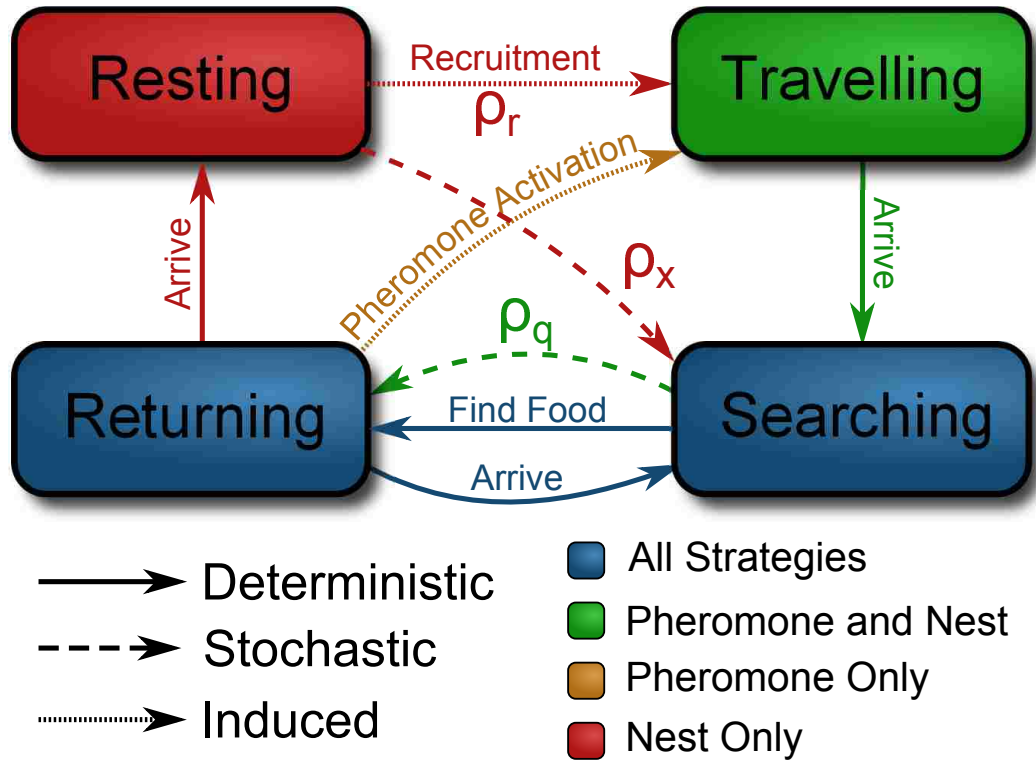 Resting
Recruitment
ρr
Travelling
Pheromone Activation
Arrive
Arrive
ρx
ρq
Returning
Find Food
Searching
Arrive
Deterministic
Stochastic
Induced
All Strategies
Pheromone and Nest
Pheromone Only
Nest Only